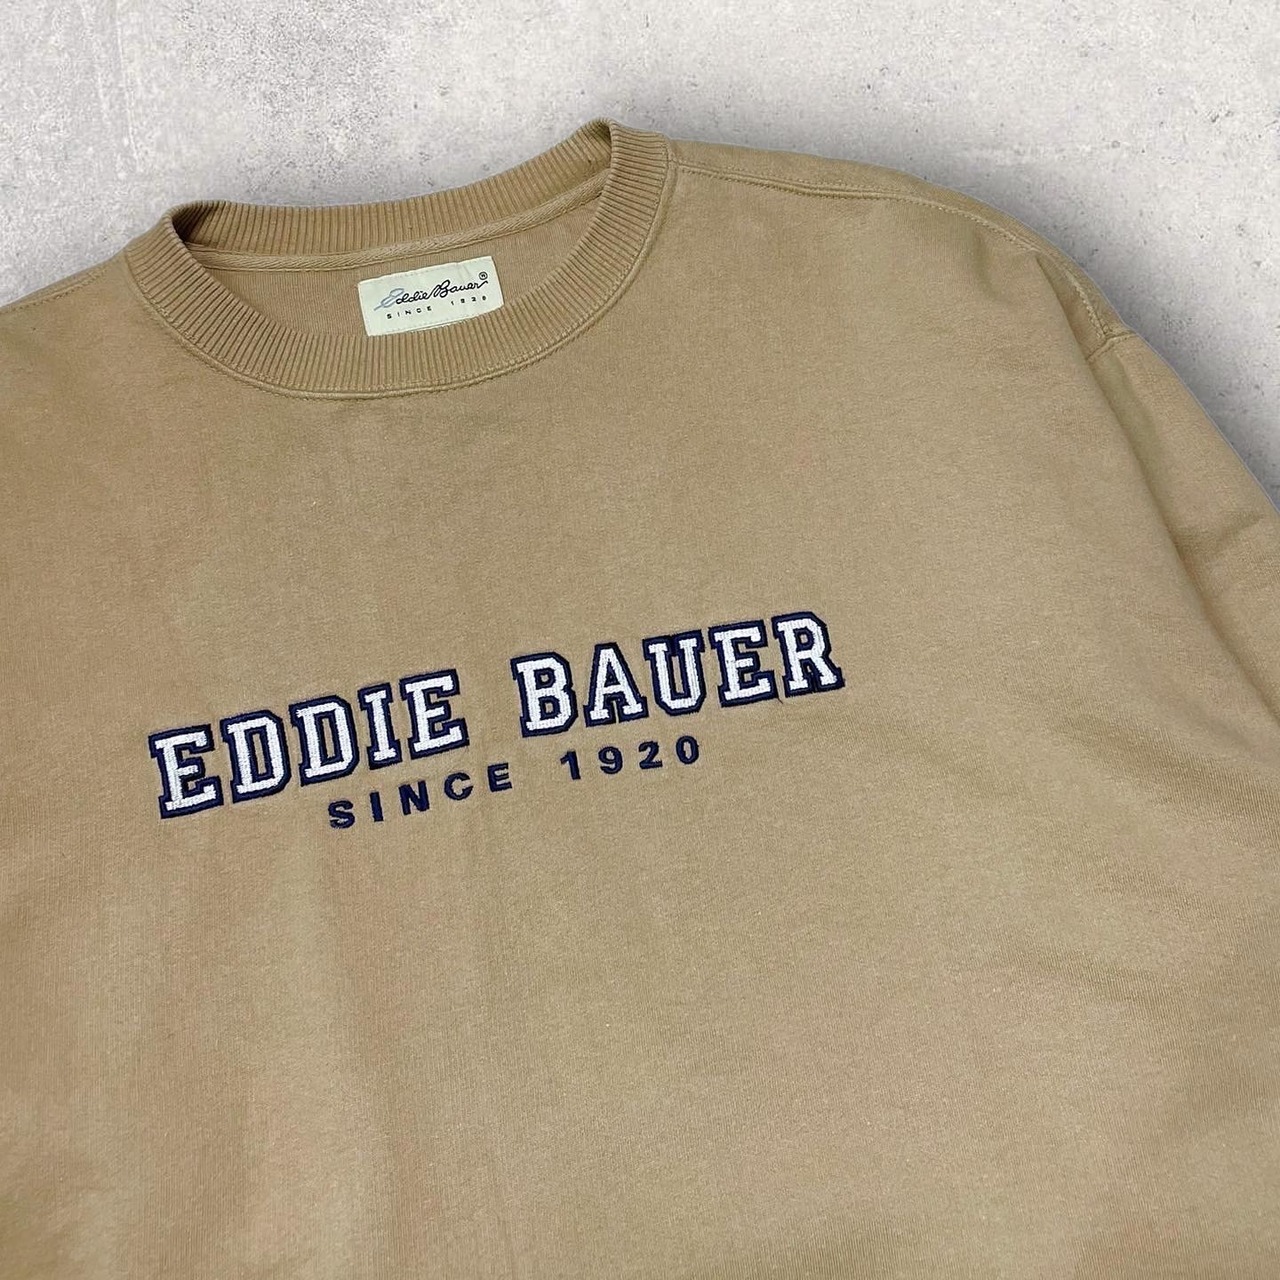 Eddie Bauer®
SINCE 1920
EDDIE BAUER
SINCE 1920